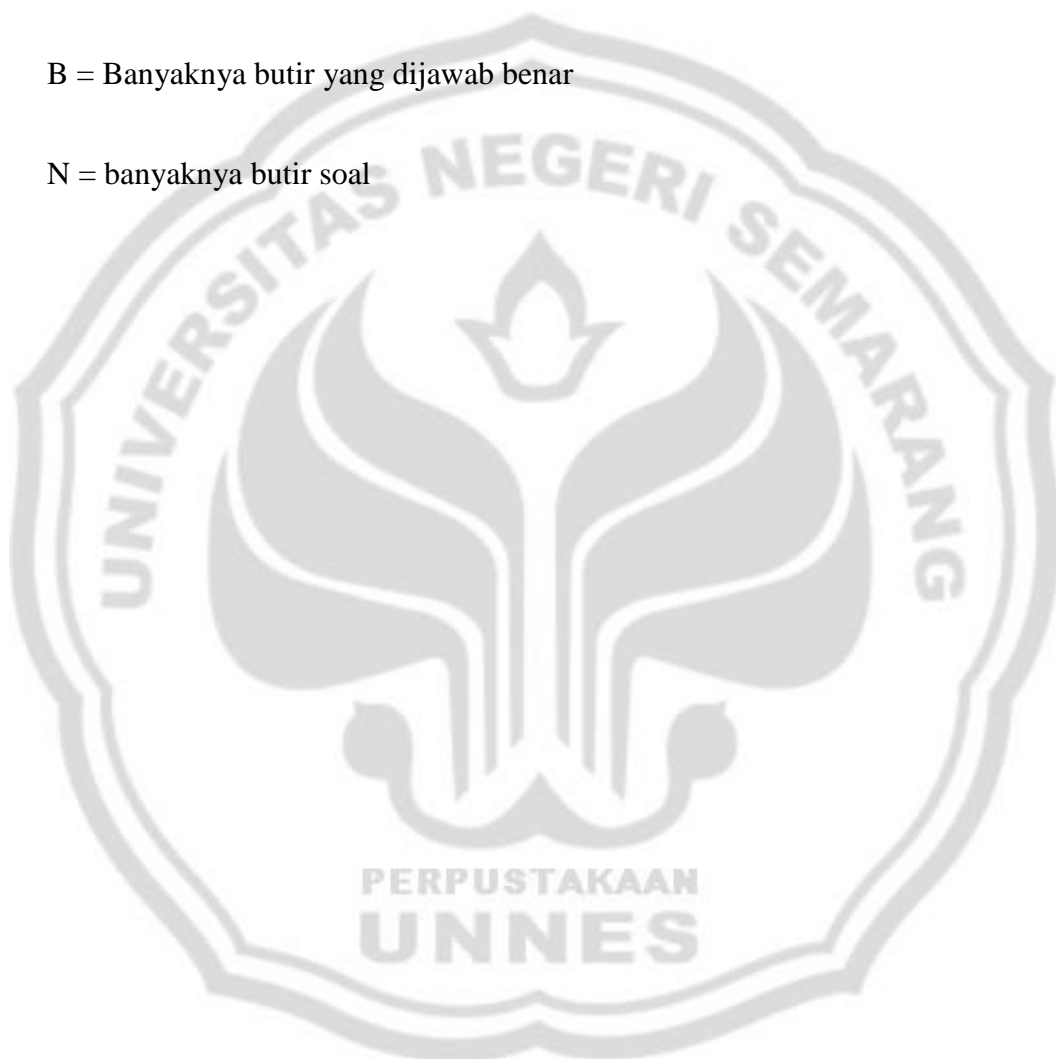 B = Banyaknya butir yang dijawab benar
N = banyaknya butir soal
UNIVERSITAS NEGERI SEMARANG
PERPUSTAKAAN
UNNES